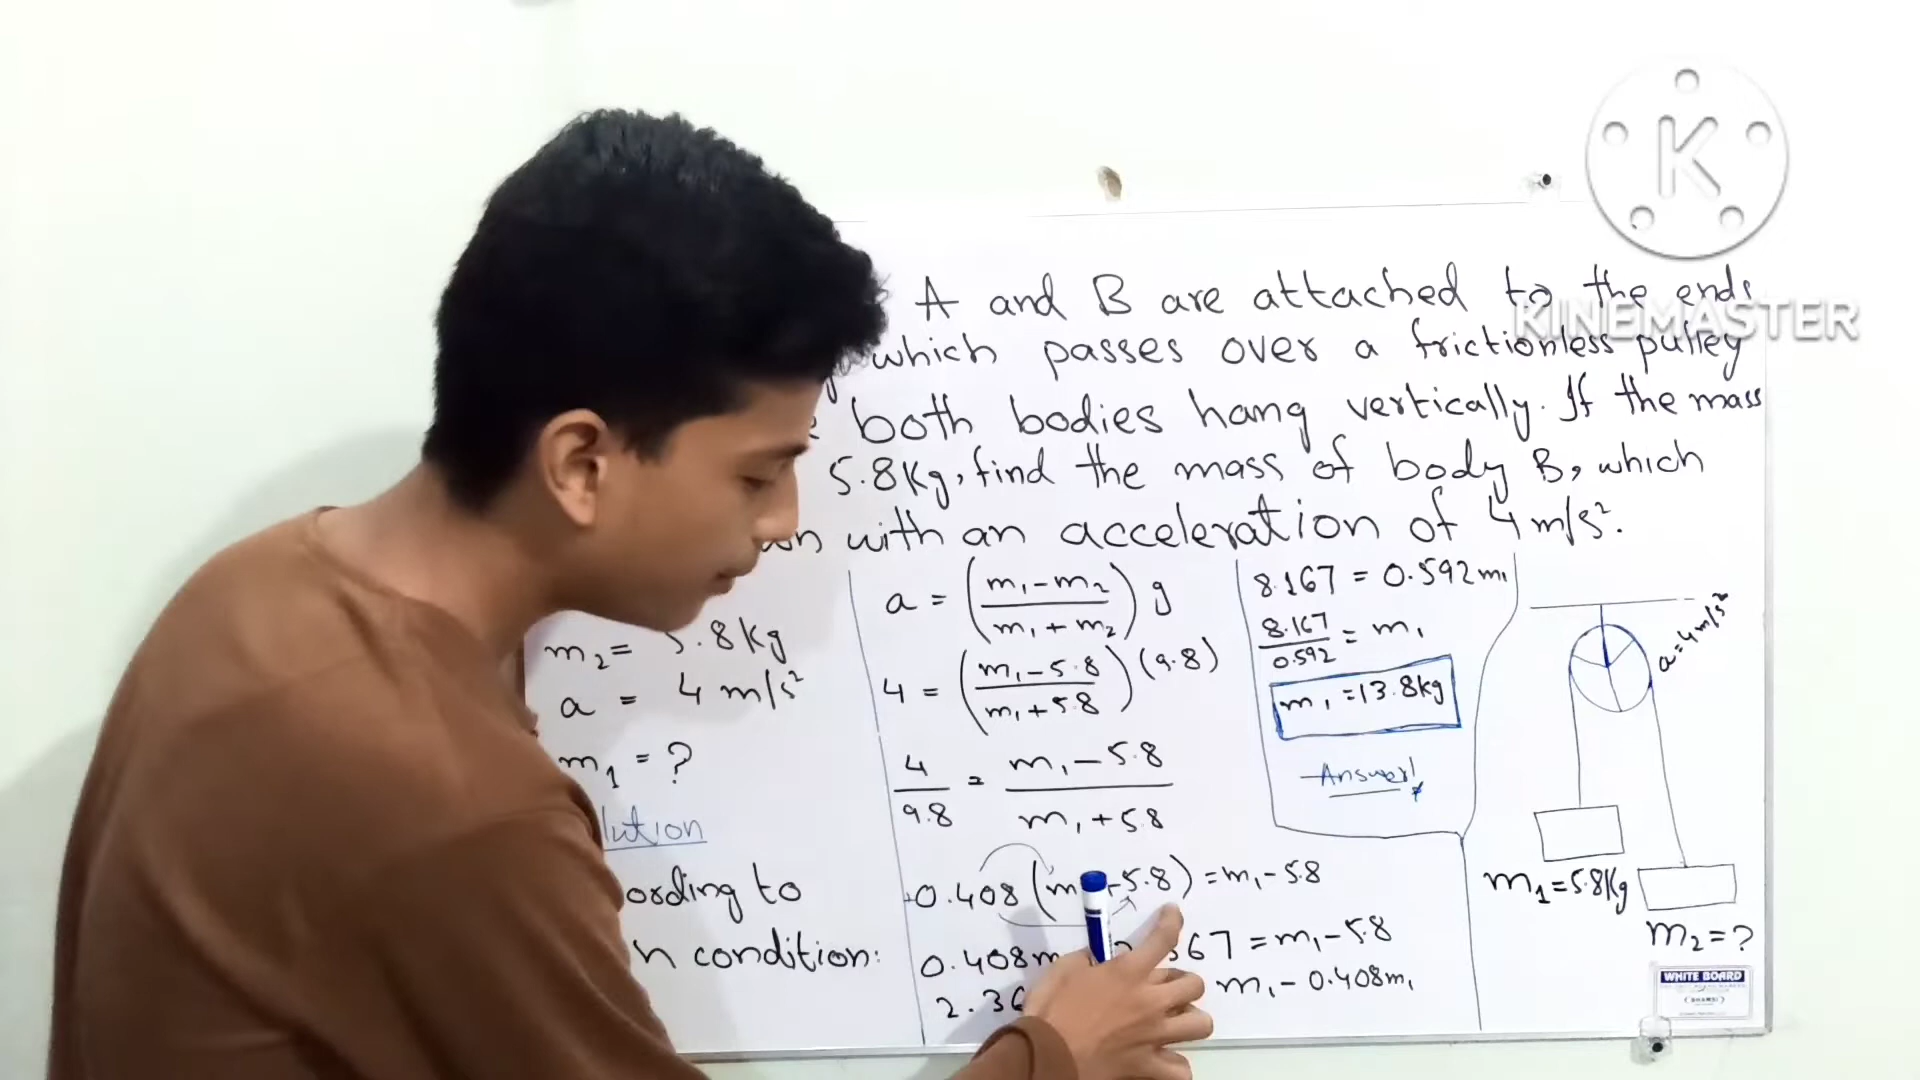 A and B are attached to the ends
which passes over a frictionless pulley
both bodies hang vertically. If the mass
5.8Kg, find the mass of body B, which
with an acceleration of 4 m/s².
m₂ = 5.8 kg
a = 4 m/s²
m₁ = ?
lution
ording to
n condition:
a = (m₁ - m₂ / m₁ + m₂) g
4 = (m₁ - 5.8 / m₁ + 5.8) (9.8)
4 / 9.8 = m₁ - 5.8 / m₁ + 5.8
0.408 (m 5.8) = m₁ - 5.8
0.408m 367 = m₁ - 5.8
2.36 m₁ - 0.408m₁
8.167 = 0.592m₁
8.167 / 0.592 = m₁
m₁ = 13.8kg
Answer!
a = 4 m/s²
m₁ = 5.8Kg
m₂ = ?
WHITE BOARD
K
KINEMASTER